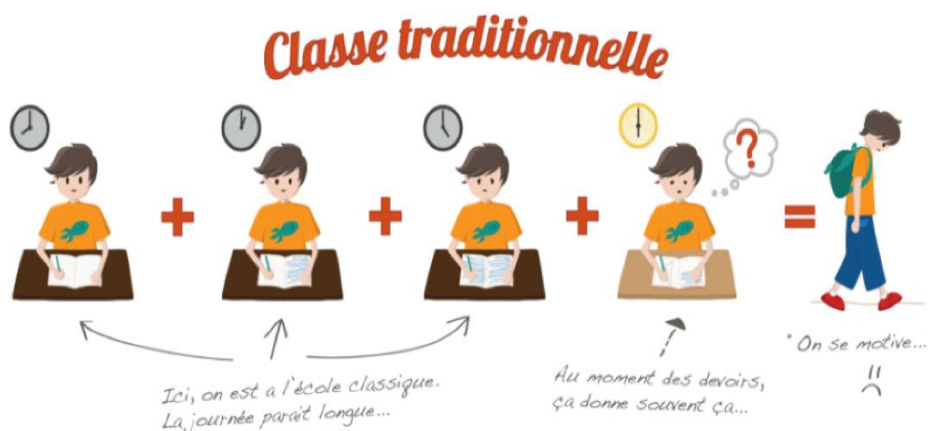 Classe traditionnelle
?
+
+
+
=
Ici, on est a l'école classique.
La journée parait longue...
Au moment des devoirs,
ça donne souvent ça...
* On se motive...